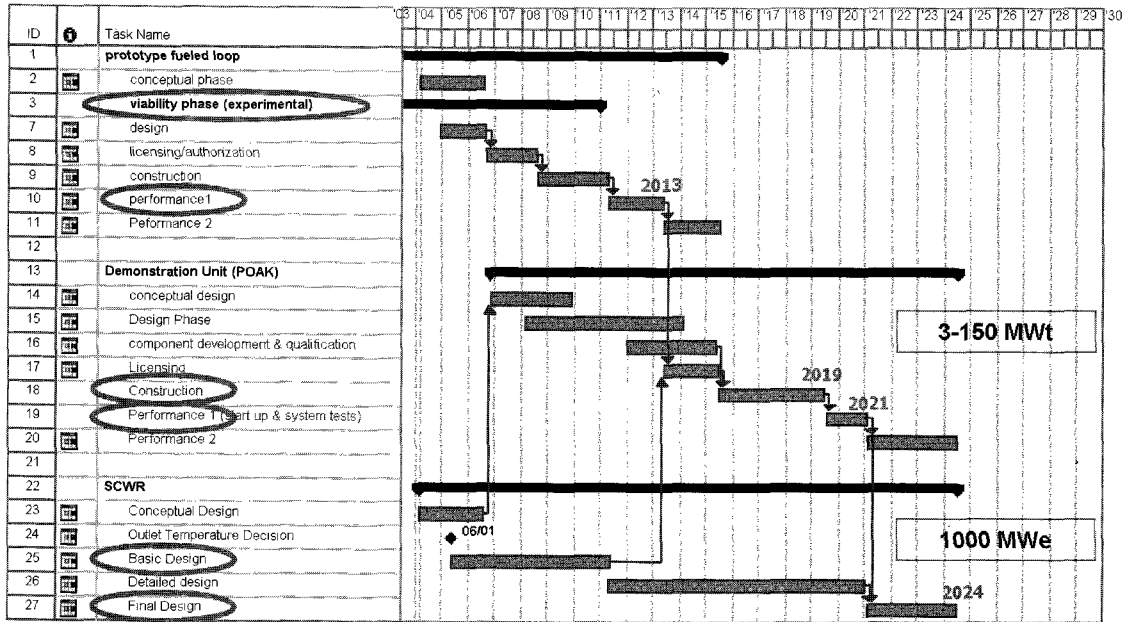 '03 '04 '05 '06 '07 '08 '09 '10 '11 '12 '13 '14 '15 '16 '17 '18 '19 '20 '21 '22 '23 '24 '25 '26 '27 '28 '29 '30
ID Task Name
1 prototype fueled loop
2 conceptual phase
3 viability phase (experimental)
7 design
8 licensing/authorization
9 construction
10 performance1 2013
11 Peformance 2
12
13 Demonstration Unit (POAK)
14 conceptual design
15 Design Phase
3-150 MWt
16 component development & qualification
17 Licensing
18 Construction 2019
19 Performance 1 (start up & system tests) 2021
20 Performance 2
21
22 SCWR
23 Conceptual Design
24 Outlet Temperature Decision 06/01
1000 MWe
25 Basic Design
26 Detailed design
27 Final Design 2024